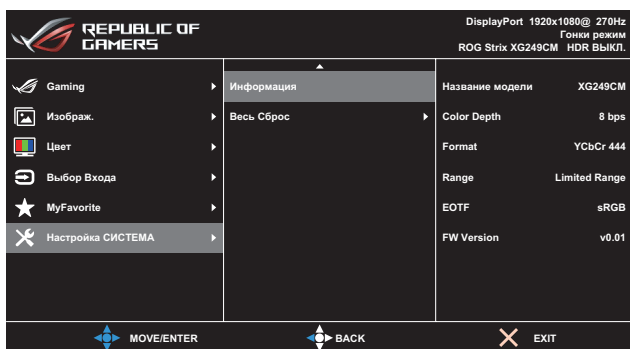 REPUBLIC OF
GAMERS
DisplayPort 1920x1080@ 270Hz
Гонки режим
ROG Strix XG249CM HDR ВЫКЛ.
Gaming
Изображ.
Цвет
Выбор Входа
MyFavorite
Настройка СИСТЕМА
Информация
Весь Сброс
Название модели XG249CM
Color Depth 8 bps
Format YCbCr 444
Range Limited Range
EOTF sRGB
FW Version v0.01
MOVE/ENTER
BACK
EXIT